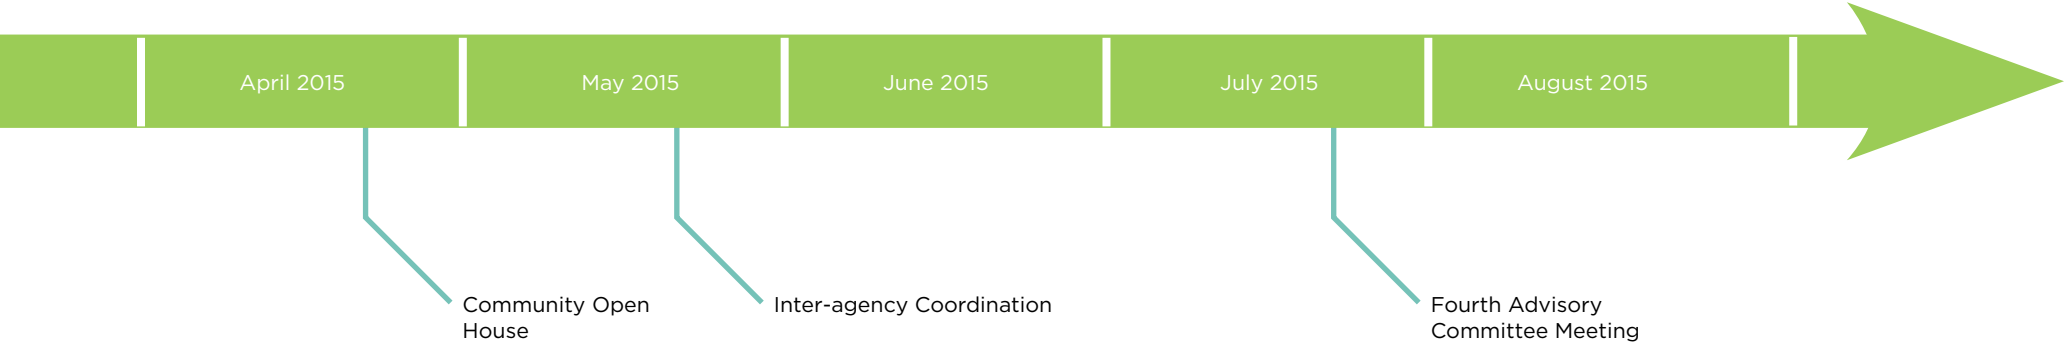 April 2015
May 2015
June 2015
July 2015
August 2015
Community Open
House
Inter-agency Coordination
Fourth Advisory
Committee Meeting